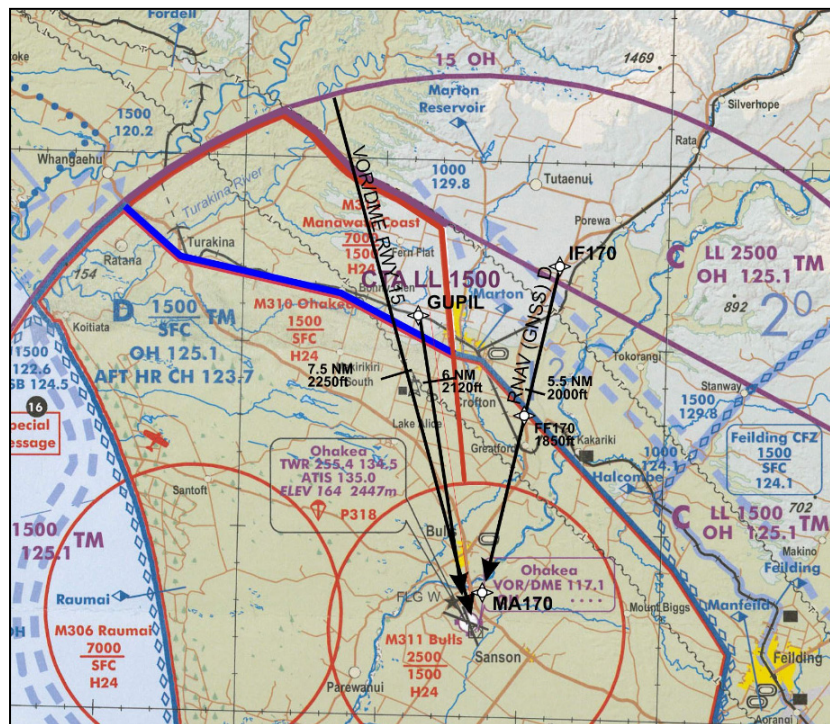 Fordell
15 OH
1469
Marton
Reservoir
Silverhope
1500
120.2
Rata
Whangaehu
1000
129.8
VOR/DME RWY 15
Tutaenui
Turakina River
Manawatu Coast
7000
1500
H24
Porewa
Turakina
Fern Flat
IF170
Ratana
154
C LL 2500 TM
OH 125.1
CTA LL 1500 D
GUPIL
Marton
892
2°
M310 Ohakea
1500
SFC
H24
Koitiata
D 1500 TM
SFC
OH 125.1
AFT HR CH 123.7
RNAV (GNSS) D
Tokorangi
1500
122.6
SB 124.5
7.5 NM
2250ft
6 NM
2120ft
5.5 NM
2000ft
Stanway
1500
129.8
South
Crofton
Lake Alice
16
FF170
1850ft
Kakariki
Greatford
Ohakea
TWR 255.4 134.5
ATIS 135.0
ELEV 164 2447m
P318
1000
124.1
Halcombe
Feilding CFZ
1500
SFC
124.1
Santoft
702
1500 TM
125.1
C LL 1500 TM
OH 125.1
Bulls
Makino
Feilding
Ohakea
VOR/DME 117.1
Raumai
FLG W
MA170
Mount Biggs
Manfeild
M306 Raumai
7000
SFC
H24
M311 Bulls
2500
1500
H24
Sanson
Feilding
Parewanui
Aorangi